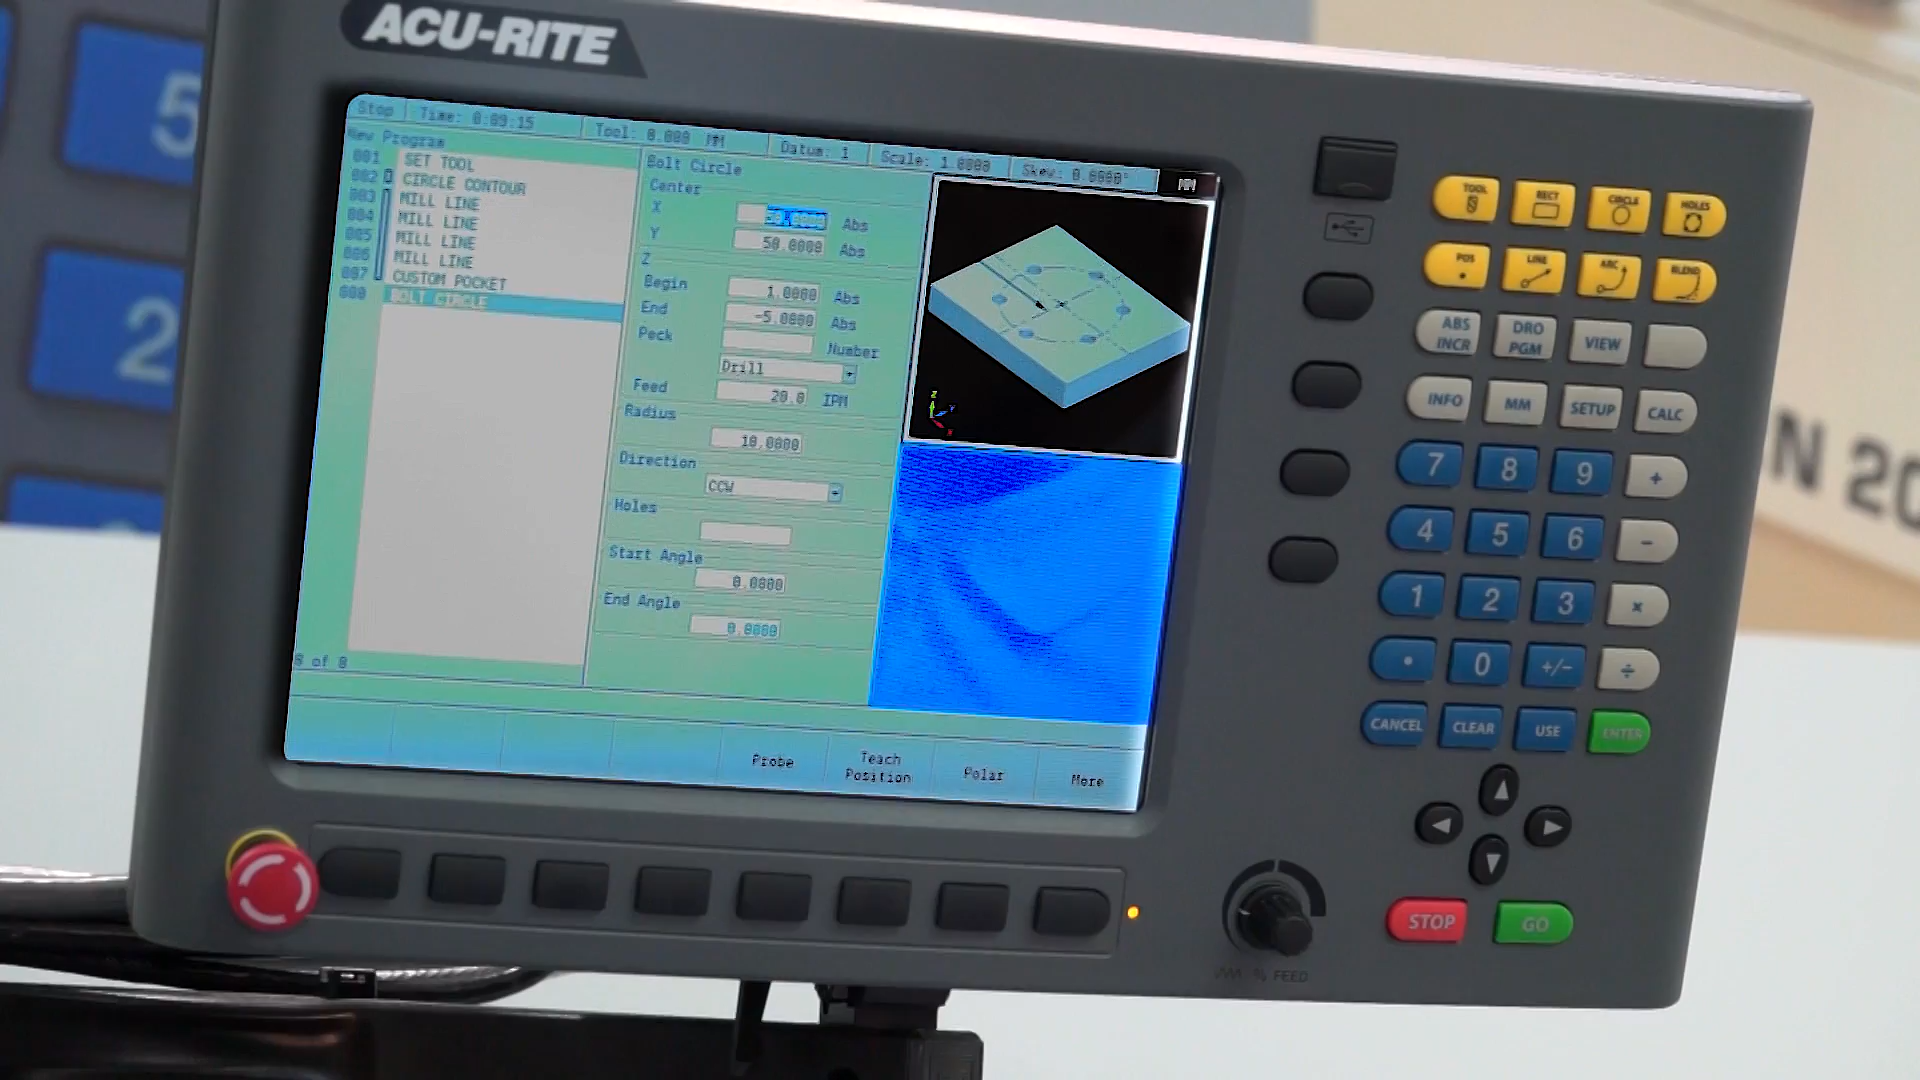 ACU-RITE
5
2
Stop Time: 0:09:15 Tool: 0.000 MM Datum: 1 Scale: 1.0000 Skew: 0.0000° MM
New Program
001 SET TOOL
002 CIRCLE CONTOUR
003 MILL LINE
004 MILL LINE
005 MILL LINE
006 MILL LINE
007 CUSTOM POCKET
008 BOLT CIRCLE
8 of 8
Bolt Circle
Center
X Abs
Y 50.0000 Abs
Z
Begin 1.0000 Abs
End -5.0000 Abs
Peck Number
Drill
Feed 20.0 IPM
Radius
10.0000
Direction
CCW
Holes
Start Angle
0.0000
End Angle
0.0000
Z Y X
Probe Teach Position Polar More
TOOL RECT CIRCLE HOLES
POS LINE ARC BLEND
ABS INCR DRO PGM VIEW
INFO MM SETUP CALC
7 8 9 +
4 5 6 -
1 2 3 ×
. 0 +/- ÷
CANCEL CLEAR USE ENTER
STOP GO
% FEED
N 20